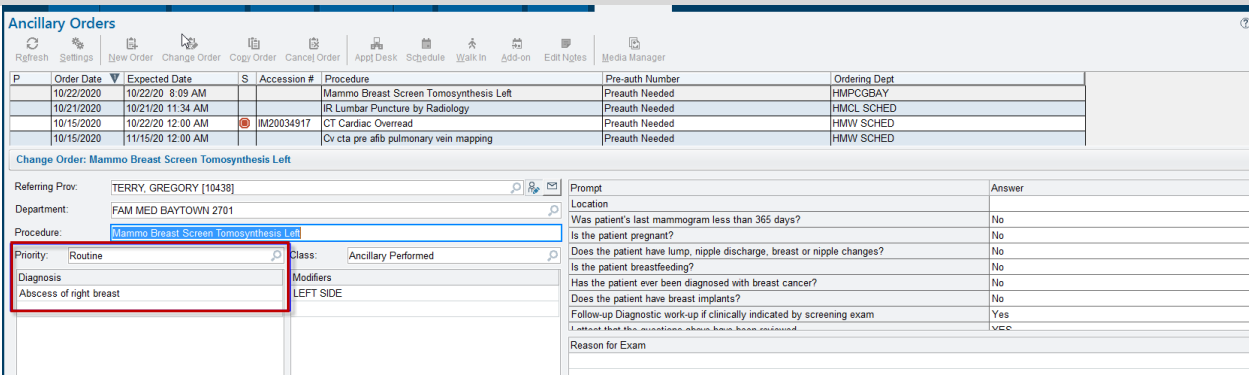 Ancillary Orders
Refresh Settings New Order Change Order Copy Order Cancel Order Appt Desk Schedule Walk In Add-on Edit Notes Media Manager
P Order Date Expected Date S Accession # Procedure Pre-auth Number Ordering Dept
10/22/2020 10/22/20 8:09 AM Mammo Breast Screen Tomosynthesis Left Preauth Needed HMPCGBAY
10/21/2020 10/21/20 11:34 AM IR Lumbar Puncture by Radiology Preauth Needed HMCL SCHED
10/15/2020 10/22/20 12:00 AM IM20034917 CT Cardiac Overread Preauth Needed HMW SCHED
10/15/2020 11/15/20 12:00 AM Cv cta pre afib pulmonary vein mapping Preauth Needed HMW SCHED
Change Order: Mammo Breast Screen Tomosynthesis Left
Referring Prov: TERRY, GREGORY [10438]
Department: FAM MED BAYTOWN 2701
Procedure: Mammo Breast Screen Tomosynthesis Left
Priority: Routine Class: Ancillary Performed
Diagnosis Modifiers
Abscess of right breast LEFT SIDE
Prompt Answer
Location
Was patient's last mammogram less than 365 days? No
Is the patient pregnant? No
Does the patient have lump, nipple discharge, breast or nipple changes? No
Is the patient breastfeeding? No
Has the patient ever been diagnosed with breast cancer? No
Does the patient have breast implants? No
Follow-up Diagnostic work-up if clinically indicated by screening exam Yes
I attest that the questions above have been reviewed YES
Reason for Exam